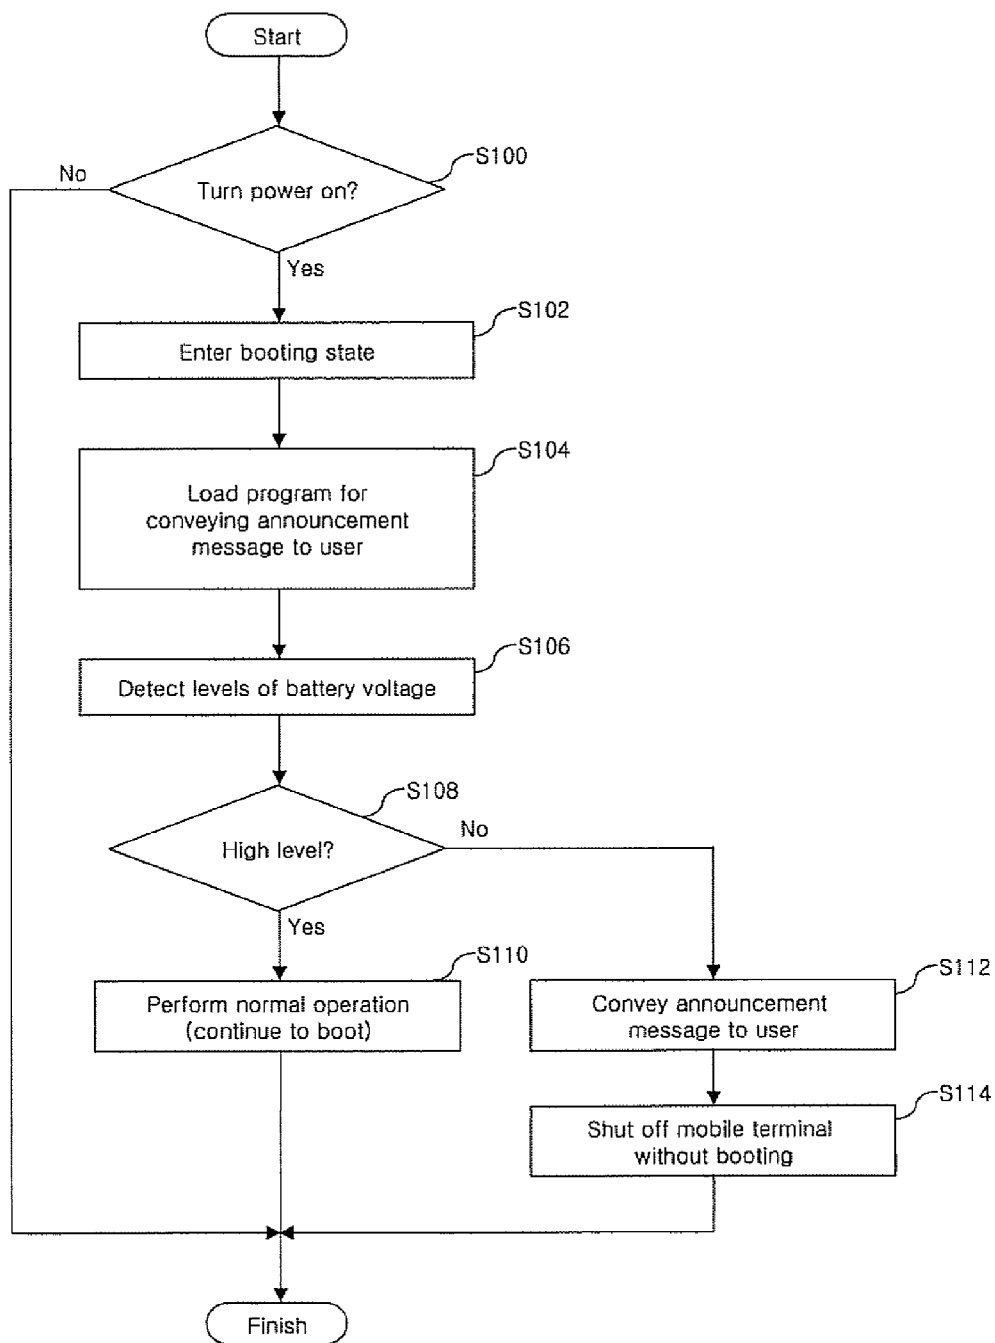 Start
S100
No
Turn power on?
Yes
S102
Enter booting state
S104
Load program for
conveying announcement
message to user
S106
Detect levels of battery voltage
S108
No
High level?
Yes
S110
Perform normal operation
(continue to boot)
S112
Convey announcement
message to user
S114
Shut off mobile terminal
without booting
Finish